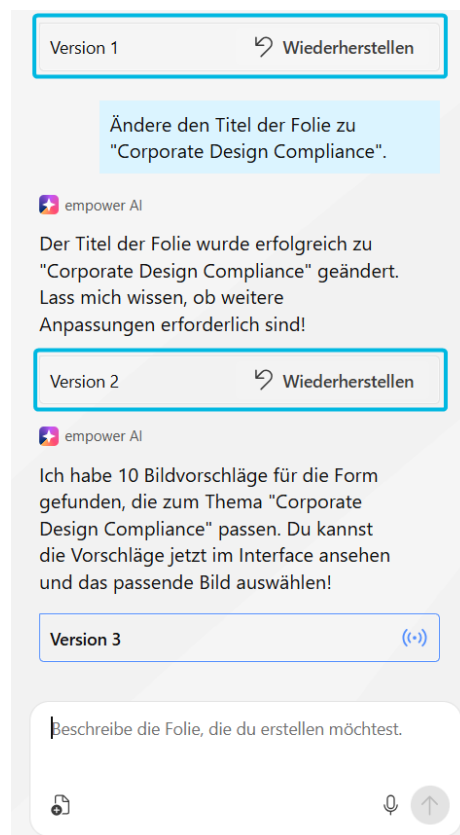 Version 1 Wiederherstellen
Ändere den Titel der Folie zu
"Corporate Design Compliance".
empower AI
Der Titel der Folie wurde erfolgreich zu
"Corporate Design Compliance" geändert.
Lass mich wissen, ob weitere
Anpassungen erforderlich sind!
Version 2 Wiederherstellen
empower AI
Ich habe 10 Bildvorschläge für die Form
gefunden, die zum Thema "Corporate
Design Compliance" passen. Du kannst
die Vorschläge jetzt im Interface ansehen
und das passende Bild auswählen!
Version 3
Beschreibe die Folie, die du erstellen möchtest.